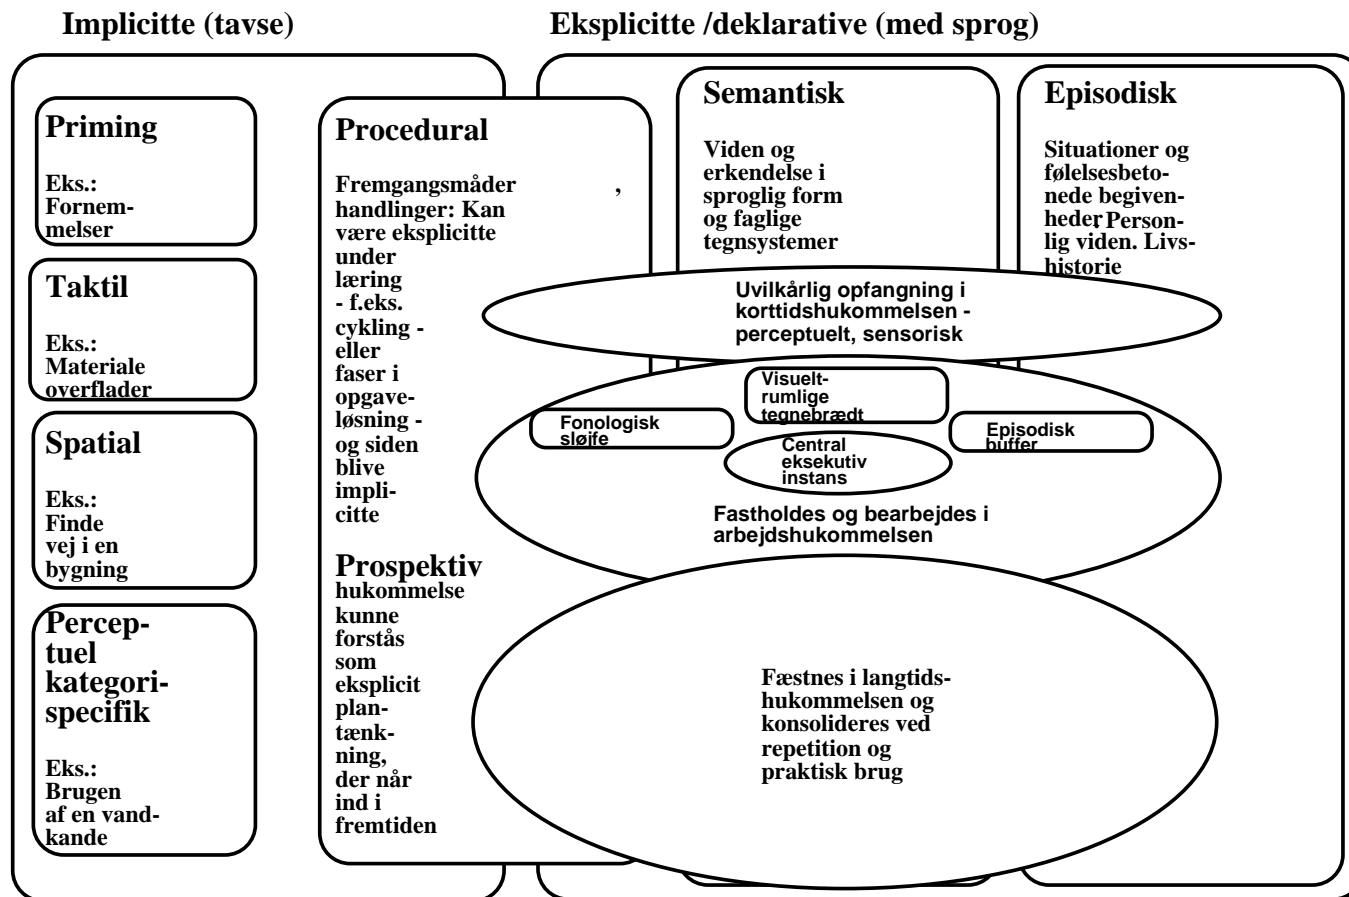 Implicitte (tavse)
Eksplicitte /deklarative (med sprog)
Priming
Eks.:
Fornem-
melser
Taktil
Eks.:
Materiale
overflader
Spatial
Eks.:
Finde
vej i en
bygning
Percep-
tuel
kategori-
specifik
Eks.:
Brugen
af en vand-
kande
Procedural
Fremgangsmåder ,
handlinger: Kan
være eksplicitte
under
læring
- f.eks.
cykling -
eller
faser i
opgave-
løsning -
og siden
blive
impli-
citte
Prospektiv
hukommelse
kunne
forstås
som
eksplicit
plan-
tænk-
ning,
der når
ind i
fremtiden
Semantisk
Viden og
erkendelse i
sproglig form
og faglige
tegnsystemer
Episodisk
Situationer og
følelsesbeto-
nede begiven-
heder. Person-
lig viden. Livs-
historie
Uvilkårlig opfangning i
korttidshukommelsen -
perceptuelt, sensorisk
Visuelt-
rumlige
tegnebrædt
Fonologisk
sløjfe
Episodisk
buffer
Central
eksekutiv
instans
Fastholdes og bearbejdes i
arbejdshukommelsen
Fæstnes i langtids-
hukommelsen og
konsolideres ved
repetition og
praktisk brug